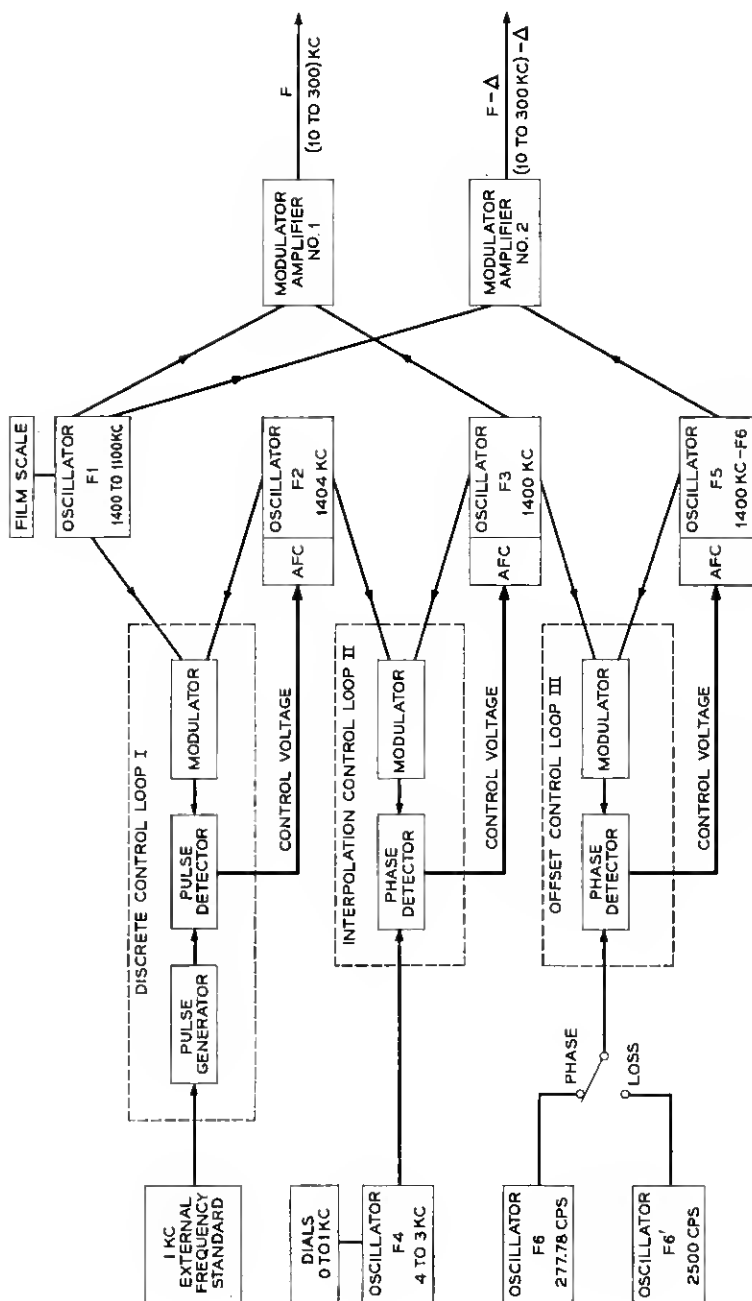 1 KC
EXTERNAL
FREQUENCY
STANDARD
DISCRETE CONTROL LOOP I
PULSE
GENERATOR
PULSE
DETECTOR
MODULATOR
FILM SCALE
OSCILLATOR
F1
1400 TO 1100KC
CONTROL VOLTAGE
AFC
OSCILLATOR
F2
1404 KC
MODULATOR
AMPLIFIER
NO. 1
F
(10 TO 300) KC
DIALS
0 TO 1 KC
OSCILLATOR
F4
4 TO 3 KC
INTERPOLATION CONTROL LOOP II
PHASE
DETECTOR
MODULATOR
CONTROL VOLTAGE
AFC
OSCILLATOR
F3
1400 KC
MODULATOR
AMPLIFIER
NO. 2
F-Δ
(10 TO 300 KC)-Δ
OSCILLATOR
F6
277.78 CPS
OSCILLATOR
F6'
2500 CPS
PHASE
LOSS
OFFSET CONTROL LOOP III
PHASE
DETECTOR
MODULATOR
CONTROL VOLTAGE
AFC
OSCILLATOR
F5
1400 KC-F6